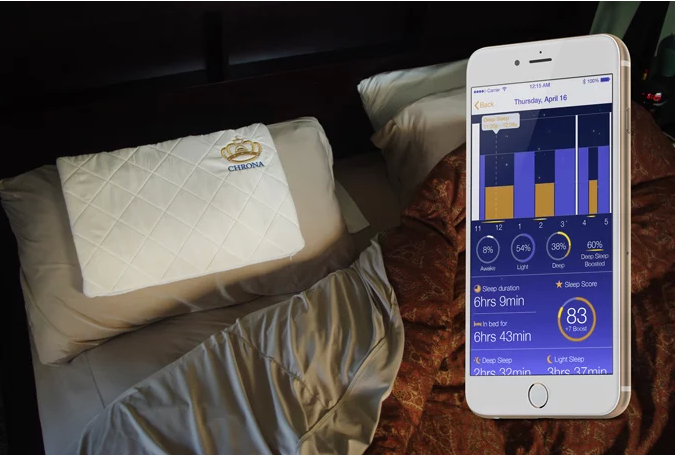 CHRONA
Carrier 12:15 AM 100%
Back Thursday, April 16
Deep Sleep
11 12 1 2 3 4 5
8% 54% 38% 60%
Awake Light Deep Deep Sleep
Boosted
Sleep duration Sleep Score
6hrs 9min
83
+7 Boost
In bed for
6hrs 43min
Deep Sleep Light Sleep
2hrs 32min 3hrs 37min